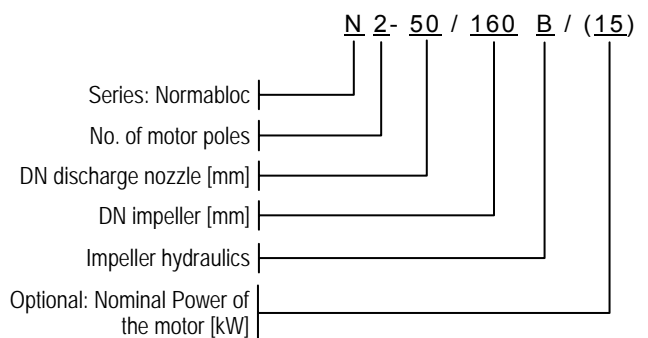 N 2- 50 / 160 B / (15)
Series: Normabloc
No. of motor poles
DN discharge nozzle [mm]
DN impeller [mm]
Impeller hydraulics
Optional: Nominal Power of
the motor [kW]